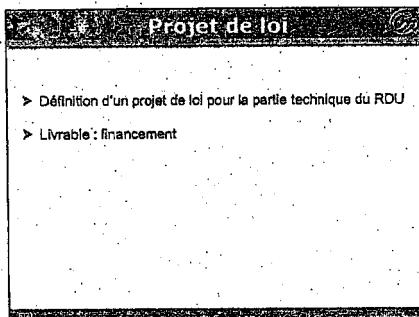 Projet de loi
➤ Définition d'un projet de loi pour la partie technique du RDU
➤ Livrable : financement